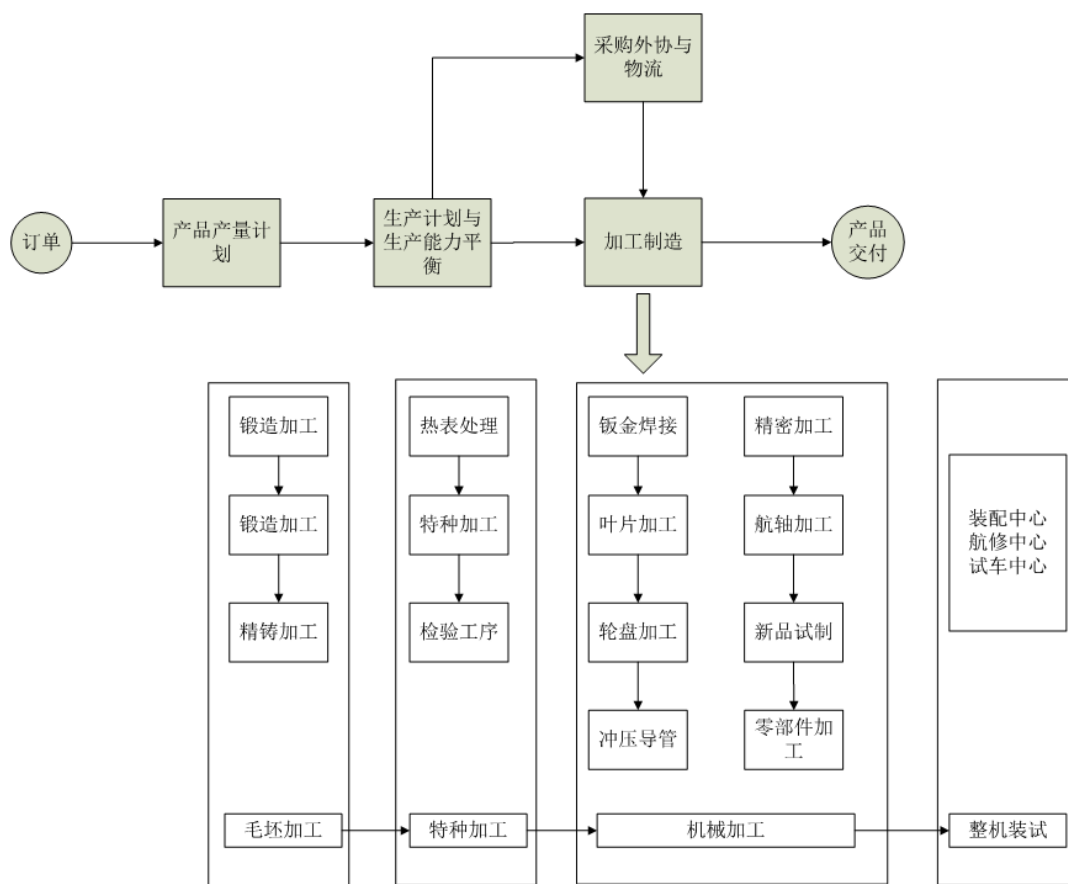 采购外协与
物流
订单
产品产量计
划
生产计划与
生产能力平
衡
加工制造
产品
交付
锻造加工
锻造加工
精铸加工
毛坯加工
热表处理
特种加工
检验工序
特种加工
钣金焊接
叶片加工
轮盘加工
冲压导管
精密加工
航轴加工
新品试制
零部件加
工
机械加工
装配中心
航修中心
试车中心
整机装试